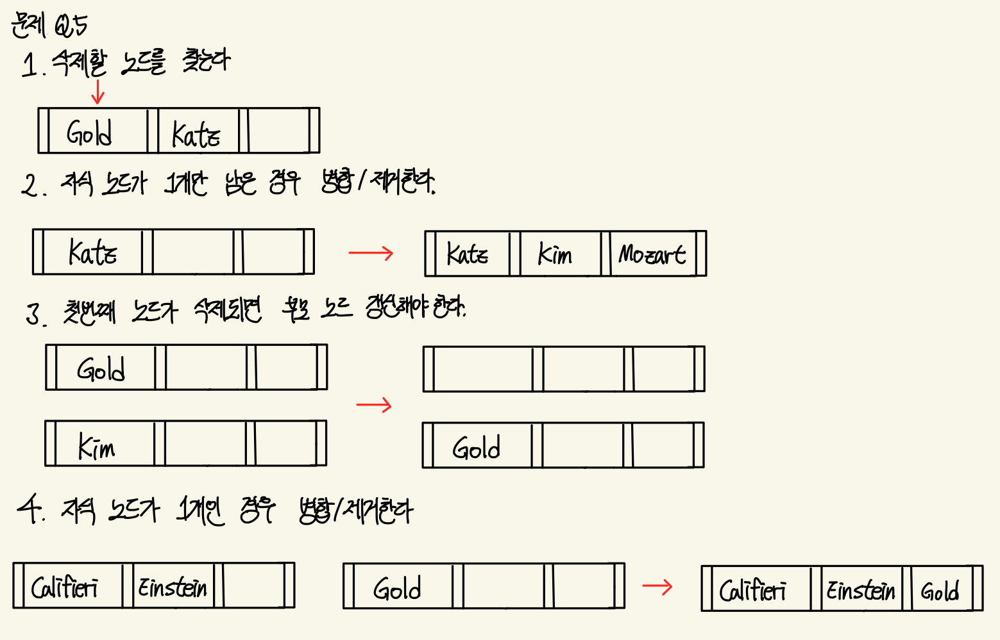 문제 Q5
1. 삭제할 노드를 찾는다
Gold Katz
2. 자식 노드가 1개만 남은 경우 병합/제거한다.
Katz
Katz Kim Mozart
3. 첫번째 노드가 삭제되면 부모 노드 갱신해야한다.
Gold
Kim
Gold
4. 자식 노드가 1개인 경우 병합/제거한다
Califieri Einstein
Gold
Califieri Einstein Gold